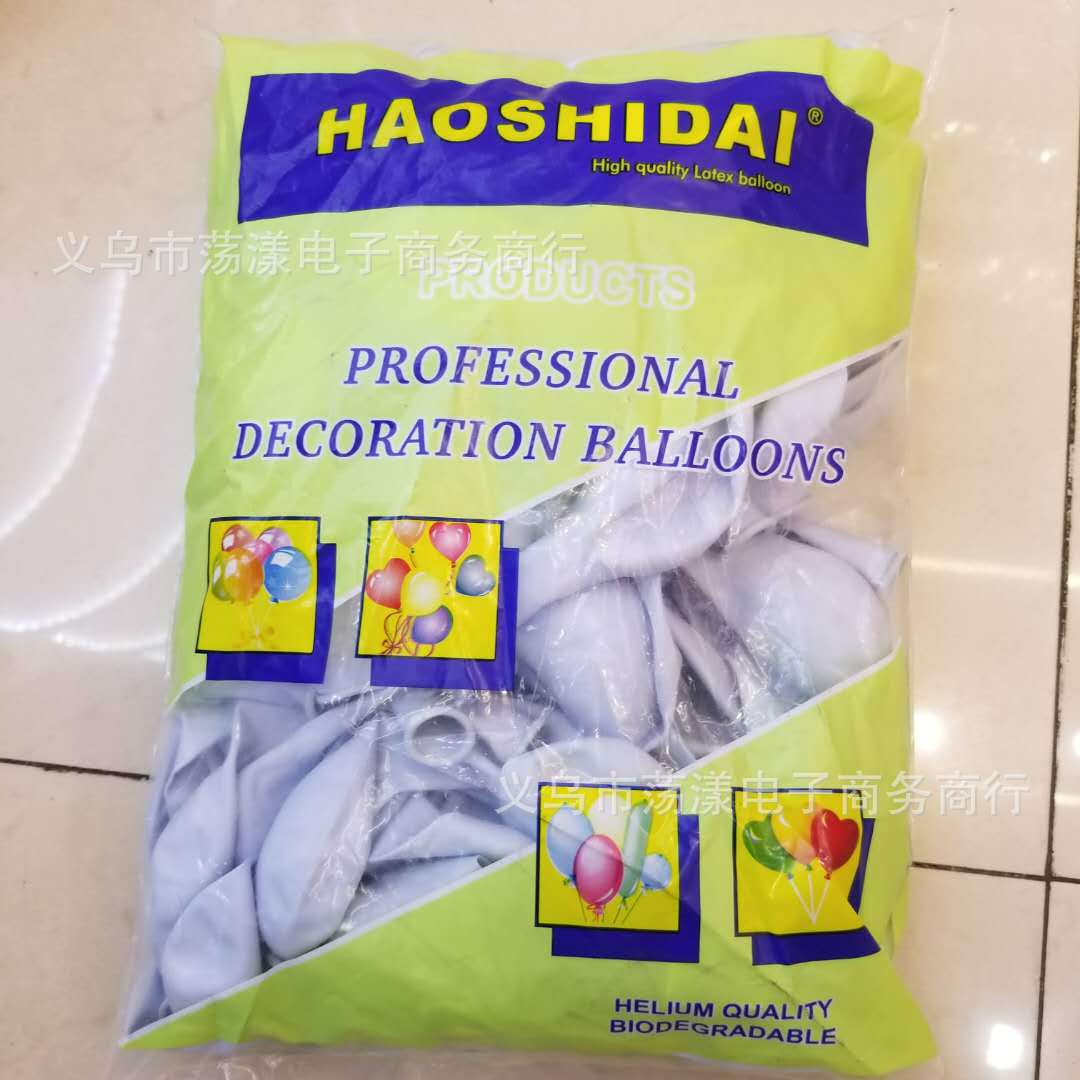 HAOSHIDAI®
High quality Latex balloon
义乌市荡漾电子商务商行
PRODUCTS
PROFESSIONAL
DECORATION BALLOONS
义乌市荡漾电子商务商行
HELIUM QUALITY
BIODEGRADABLE